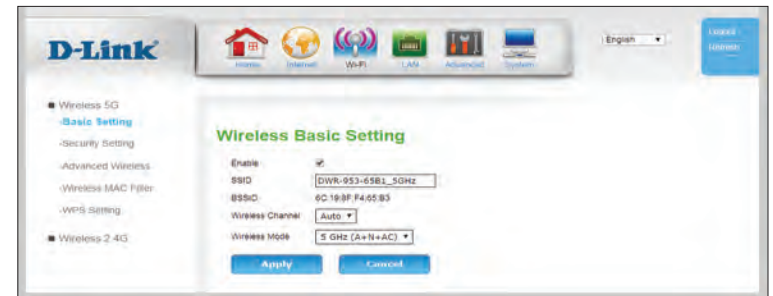 D-Link
Home
Internet
Wi-Fi
LAN
Advanced
System
English
Wireless 5G
-Basic Setting
-Security Setting
-Advanced Wireless
-Wireless MAC Filter
-WPS Setting
Wireless 2.4G
Wireless Basic Setting
Enable
SSID DWR-953-65B1_5GHz
BSSID 6C:19:8F:F4:65:B3
Wireless Channel Auto
Wireless Mode 5 GHz (A+N+AC)
Apply Cancel